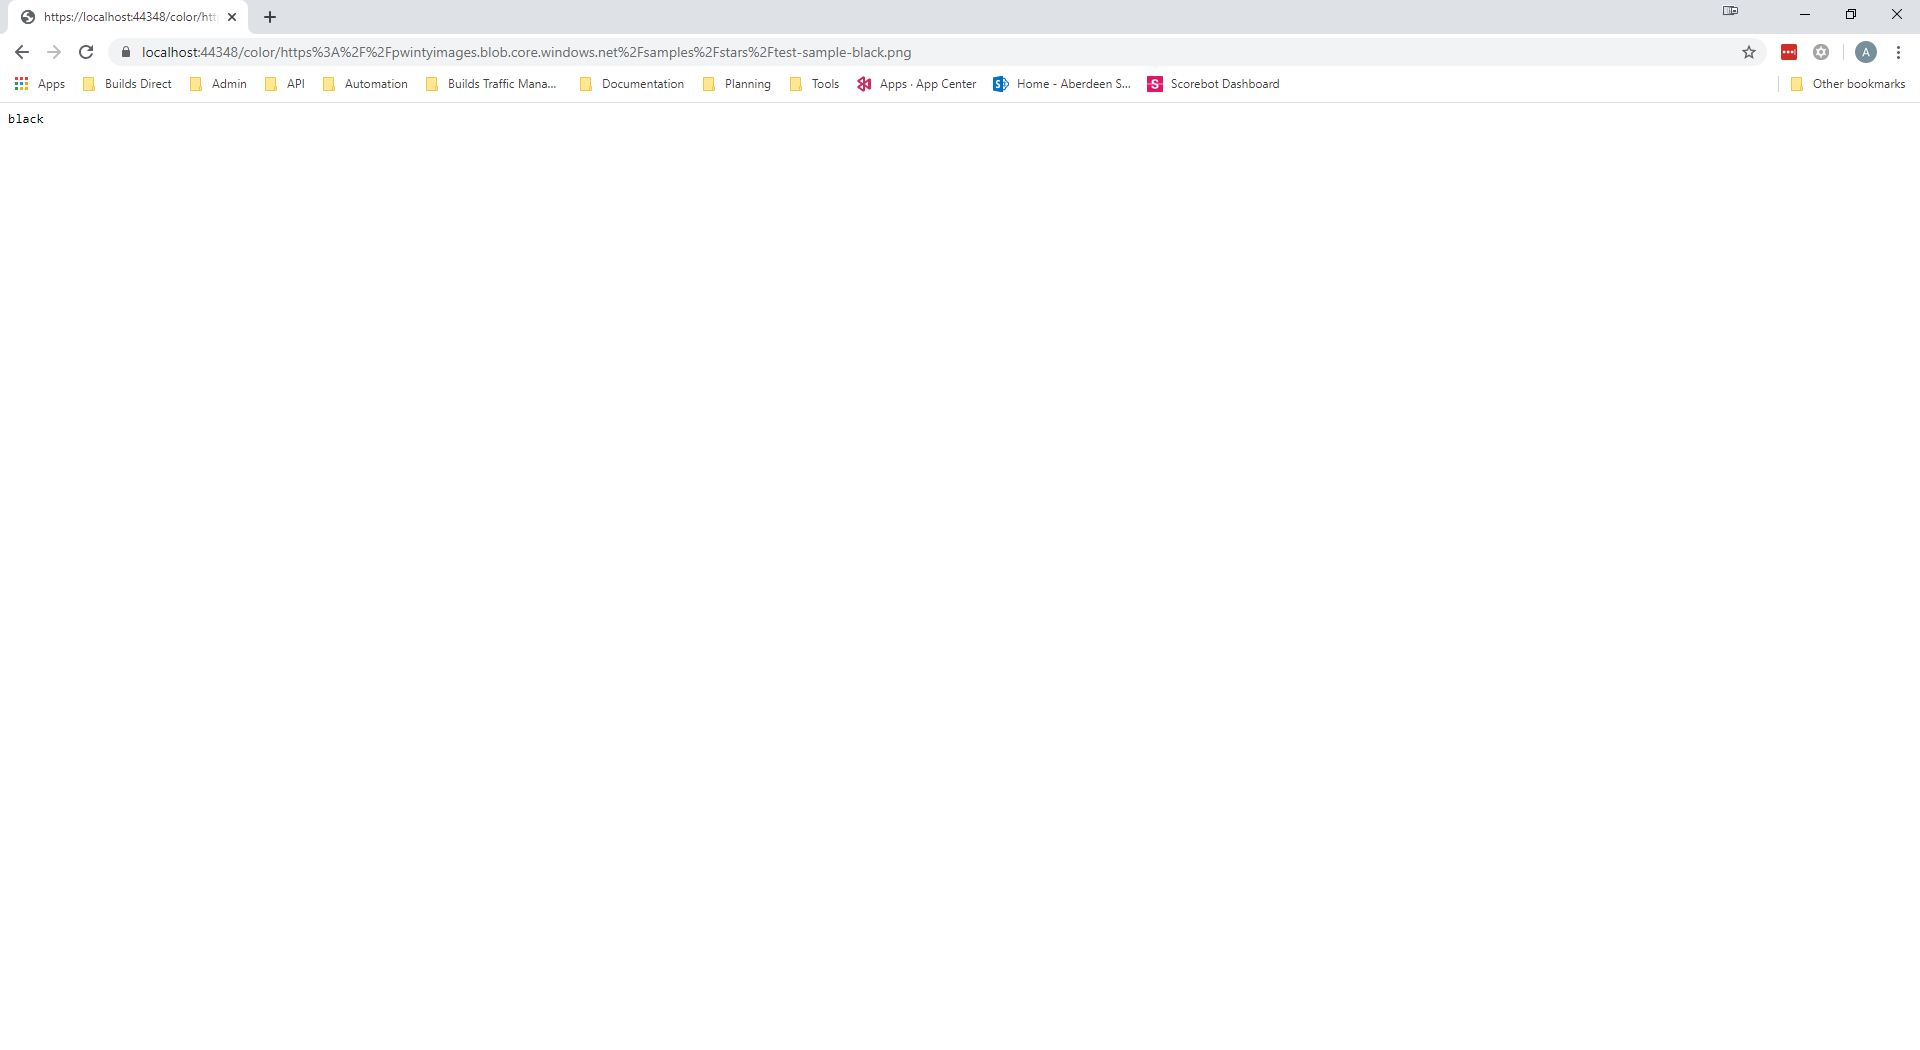 https://localhost:44348/color/htt
localhost:44348/color/https%3A%2F%2Fpwintyimages.blob.core.windows.net%2Fsamples%2Fstars%2Ftest-sample-black.png
A
Apps Builds Direct Admin API Automation Builds Traffic Mana... Documentation Planning Tools Apps · App Center Home - Aberdeen S... Scorebot Dashboard Other bookmarks
black